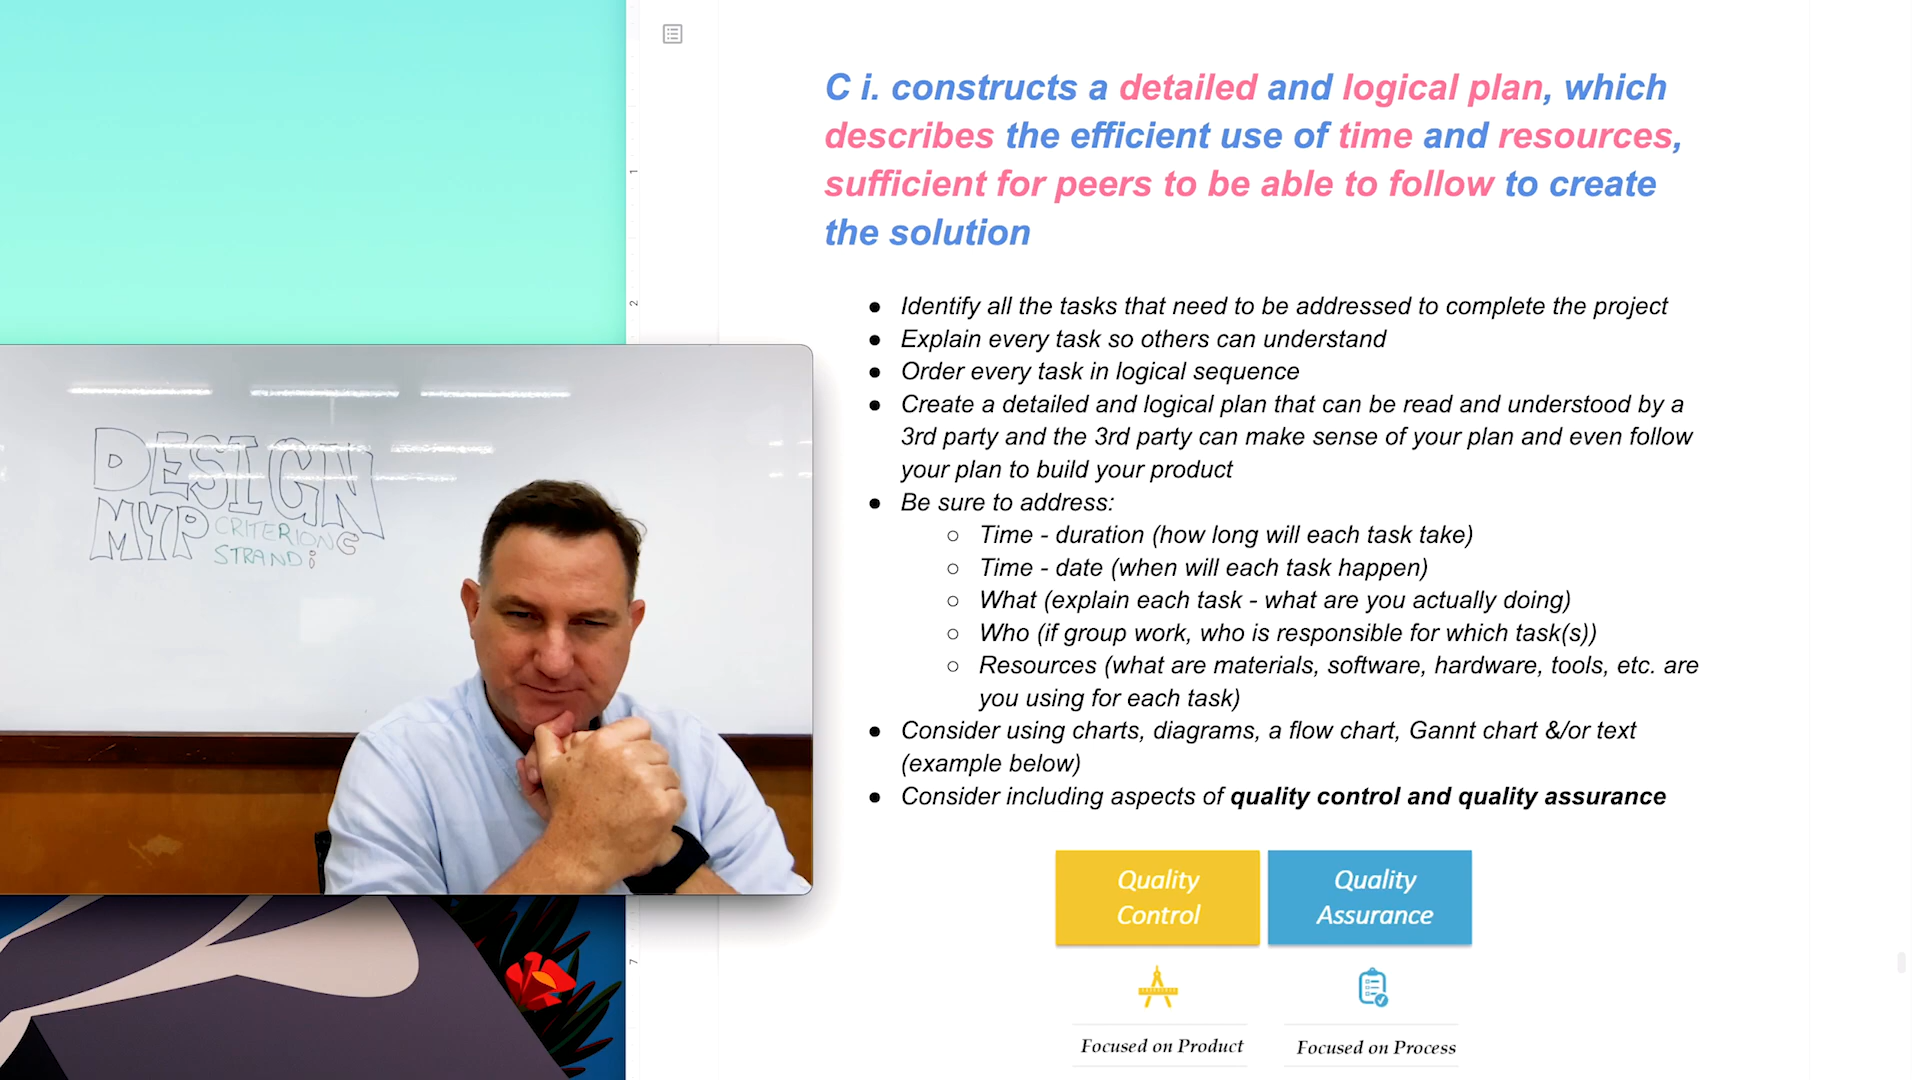 C i. constructs a detailed and logical plan, which
describes the efficient use of time and resources,
sufficient for peers to be able to follow to create
the solution
● Identify all the tasks that need to be addressed to complete the project
● Explain every task so others can understand
● Order every task in logical sequence
● Create a detailed and logical plan that can be read and understood by a
3rd party and the 3rd party can make sense of your plan and even follow
your plan to build your product
● Be sure to address:
○ Time - duration (how long will each task take)
○ Time - date (when will each task happen)
○ What (explain each task - what are you actually doing)
○ Who (if group work, who is responsible for which task(s))
○ Resources (what are materials, software, hardware, tools, etc. are
you using for each task)
● Consider using charts, diagrams, a flow chart, Gannt chart &/or text
(example below)
● Consider including aspects of quality control and quality assurance
Quality
Control
Quality
Assurance
Focused on Product
Focused on Process
DESIGN
MYP CRITERION C
STRAND i
1
2
7